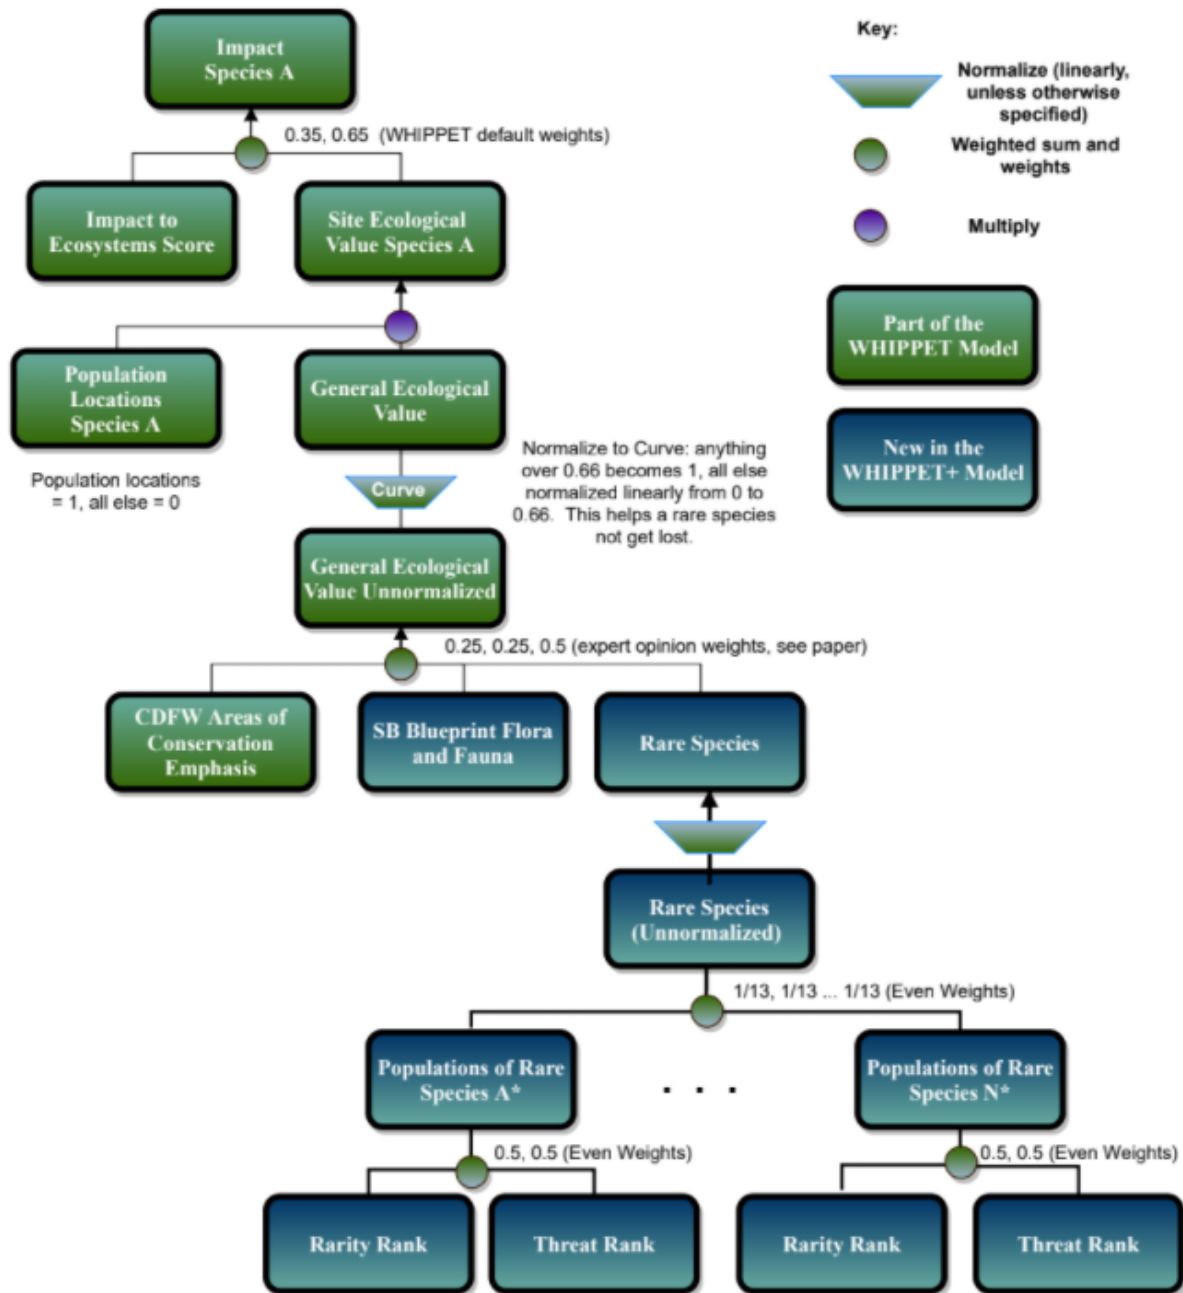 Impact
Species A
Key:
Normalize (linearly,
unless otherwise
specified)
0.35, 0.65  (WHIPPET default weights)
Weighted sum and
weights
Impact to
Ecosystems Score
Site Ecological
Value Species A
Multiply
Part of the
WHIPPET Model
Population
Locations
Species A
General Ecological
Value
New in the
WHIPPET+ Model
Population locations
= 1, all else = 0
Curve
Normalize to Curve: anything
over 0.66 becomes 1, all else
normalized linearly from 0 to
0.66.  This helps a rare species
not get lost.
General Ecological
Value Unnormalized
0.25, 0.25, 0.5 (expert opinion weights, see paper)
CDFW Areas of
Conservation
Emphasis
SB Blueprint Flora
and Fauna
Rare Species
Rare Species
(Unnormalized)
1/13, 1/13 ... 1/13 (Even Weights)
Populations of Rare
Species A*
. . .
Populations of Rare
Species N*
0.5, 0.5 (Even Weights)
0.5, 0.5 (Even Weights)
Rarity Rank
Threat Rank
Rarity Rank
Threat Rank